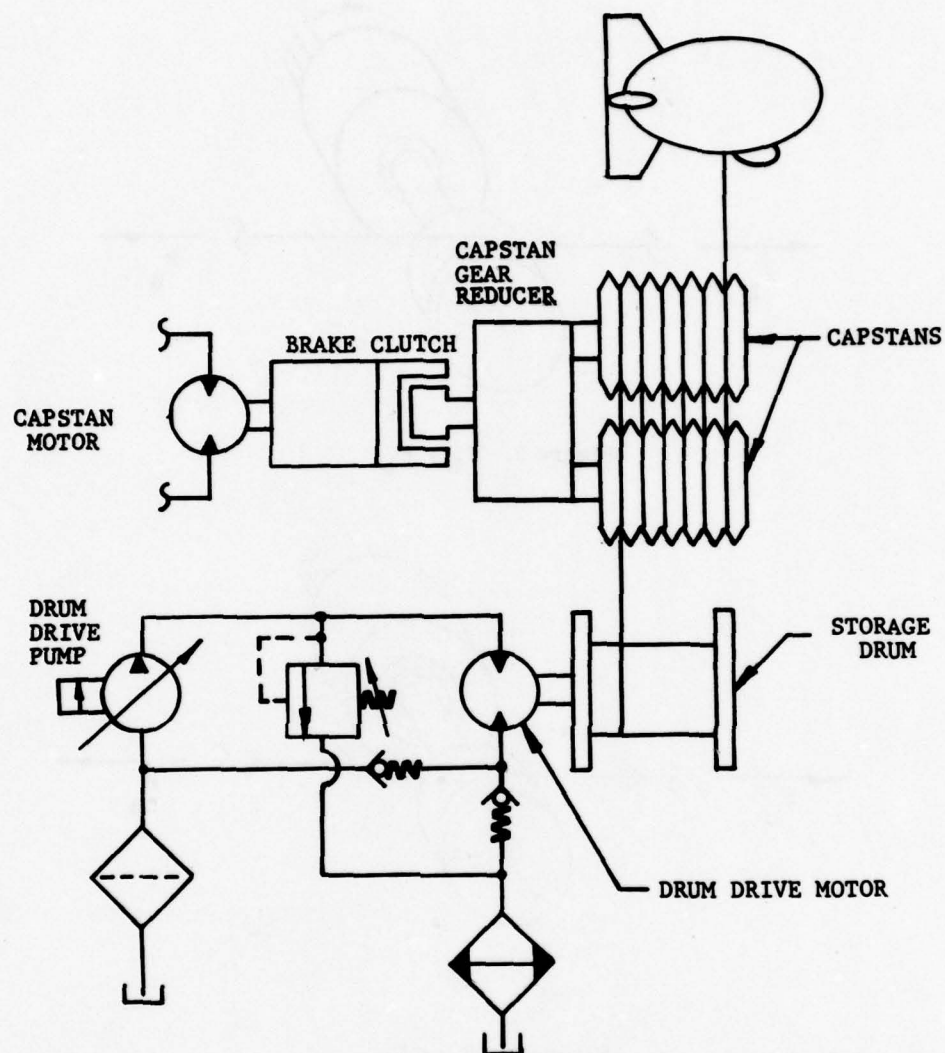 CAPSTAN
GEAR
REDUCER
CAPSTANS
BRAKE CLUTCH
CAPSTAN
MOTOR
DRUM
DRIVE
PUMP
STORAGE
DRUM
DRUM DRIVE MOTOR